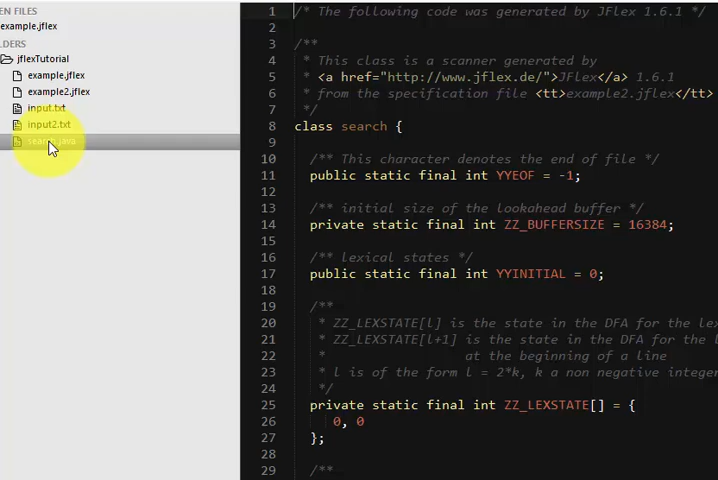 EN FILES
example.jflex
LDERS
jflexTutorial
example.jflex
example2.jflex
input.txt
input2.txt
search.java
1 /* The following code was generated by JFlex 1.6.1 */
2
3 /**
4 * This class is a scanner generated by
5 * <a href="http://www.jflex.de/">JFlex</a> 1.6.1
6 * from the specification file <tt>example2.jflex</tt>
7 */
8 class search {
9
10 /** This character denotes the end of file */
11 public static final int YYEOF = -1;
12
13 /** initial size of the lookahead buffer */
14 private static final int ZZ_BUFFERSIZE = 16384;
15
16 /** lexical states */
17 public static final int YYINITIAL = 0;
18
19 /**
20 * ZZ_LEXSTATE[l] is the state in the DFA for the lex
21 * ZZ_LEXSTATE[l+1] is the state in the DFA for the l
22 * at the beginning of a line
23 * l is of the form l = 2*k, k a non negative integer
24 */
25 private static final int ZZ_LEXSTATE[] = {
26 0, 0
27 };
28
29 /**